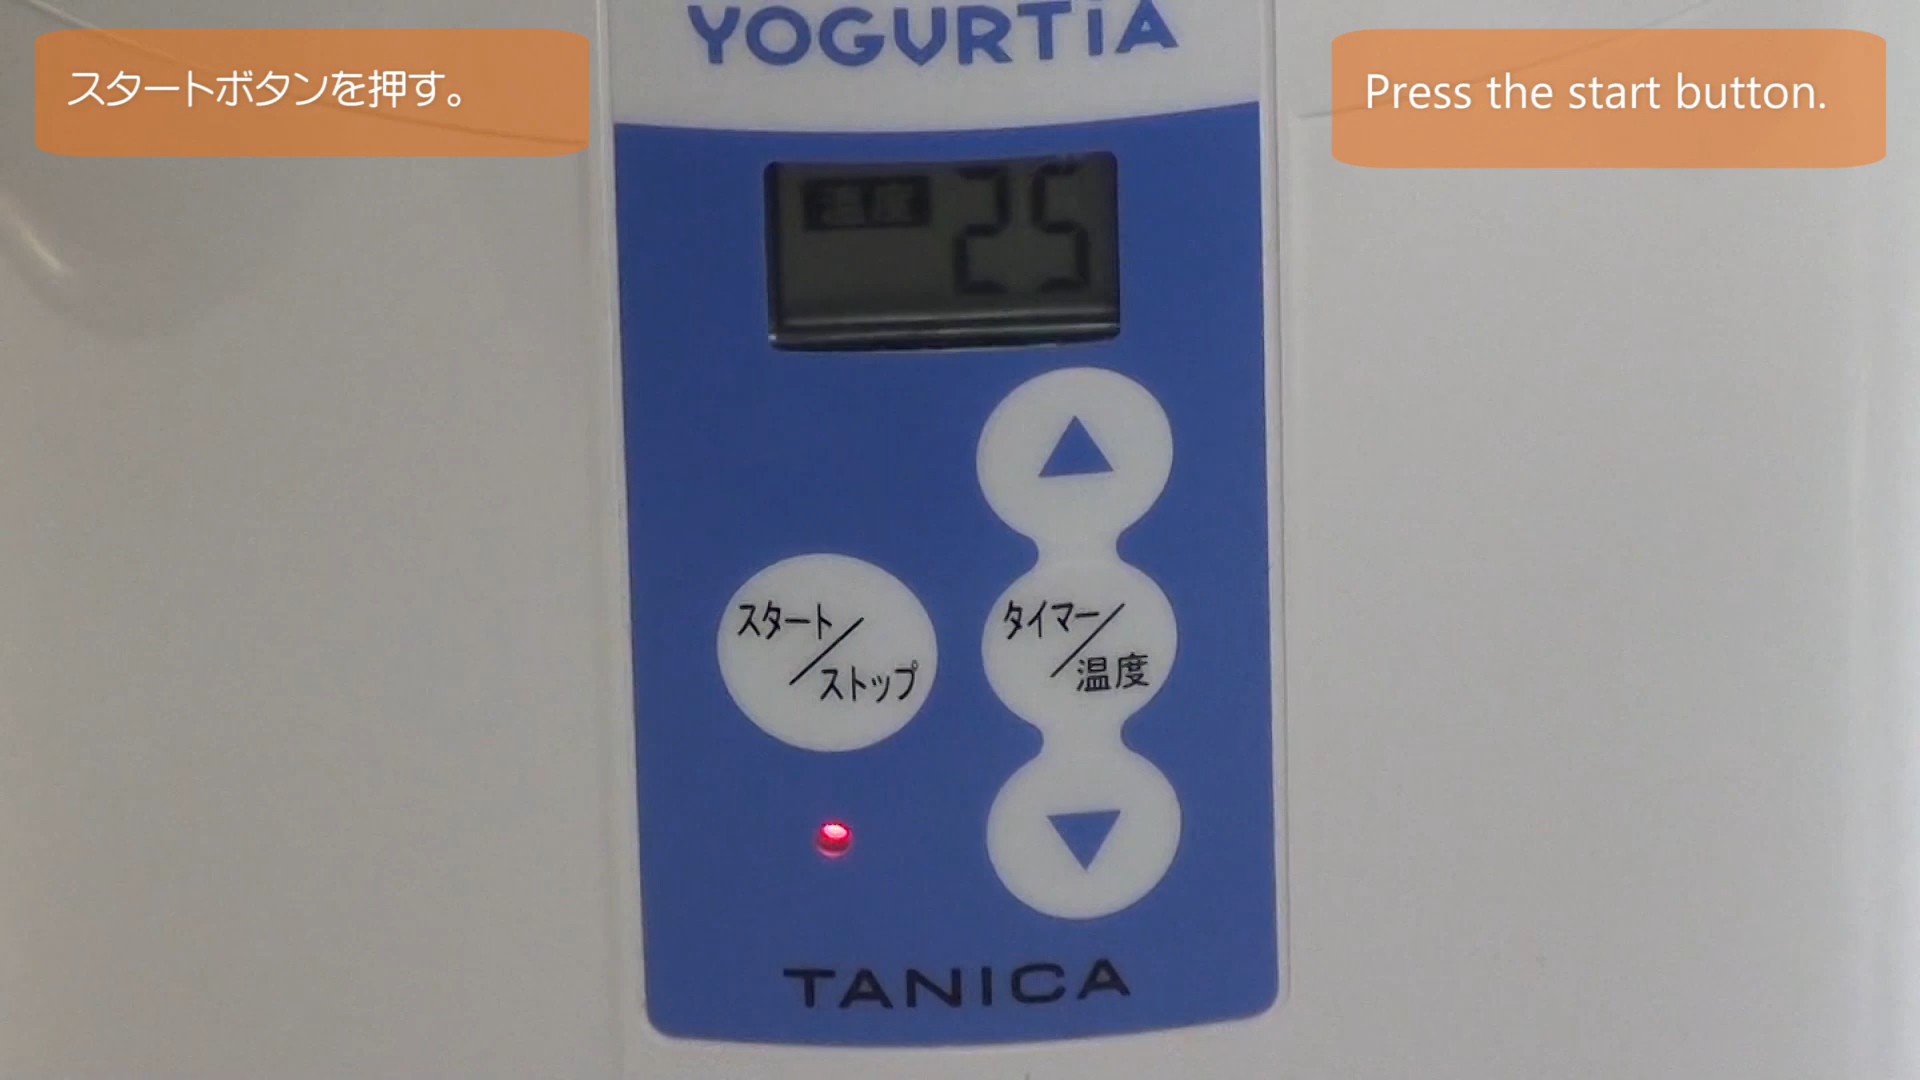 スタートボタンを押す。
Press the start button.
YOGURTiA
温度 25
スタート/
ストップ
タイマー/
温度
TANICA